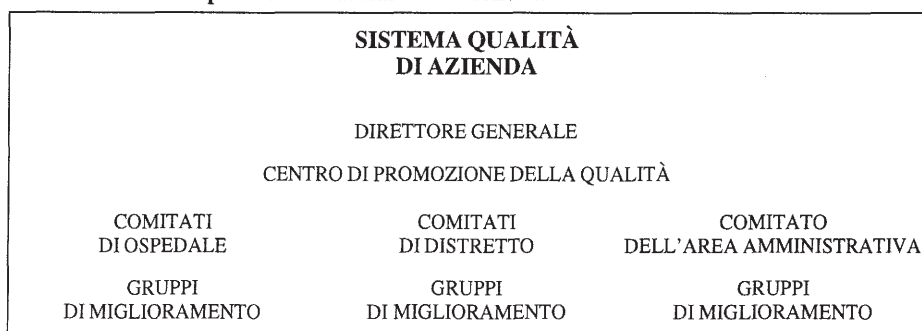 SISTEMA QUALITÀ
DI AZIENDA
DIRETTORE GENERALE
CENTRO DI PROMOZIONE DELLA QUALITÀ
COMITATI COMITATI COMITATO
DI OSPEDALE DI DISTRETTO DELL'AREA AMMINISTRATIVA
GRUPPI GRUPPI GRUPPI
DI MIGLIORAMENTO DI MIGLIORAMENTO DI MIGLIORAMENTO